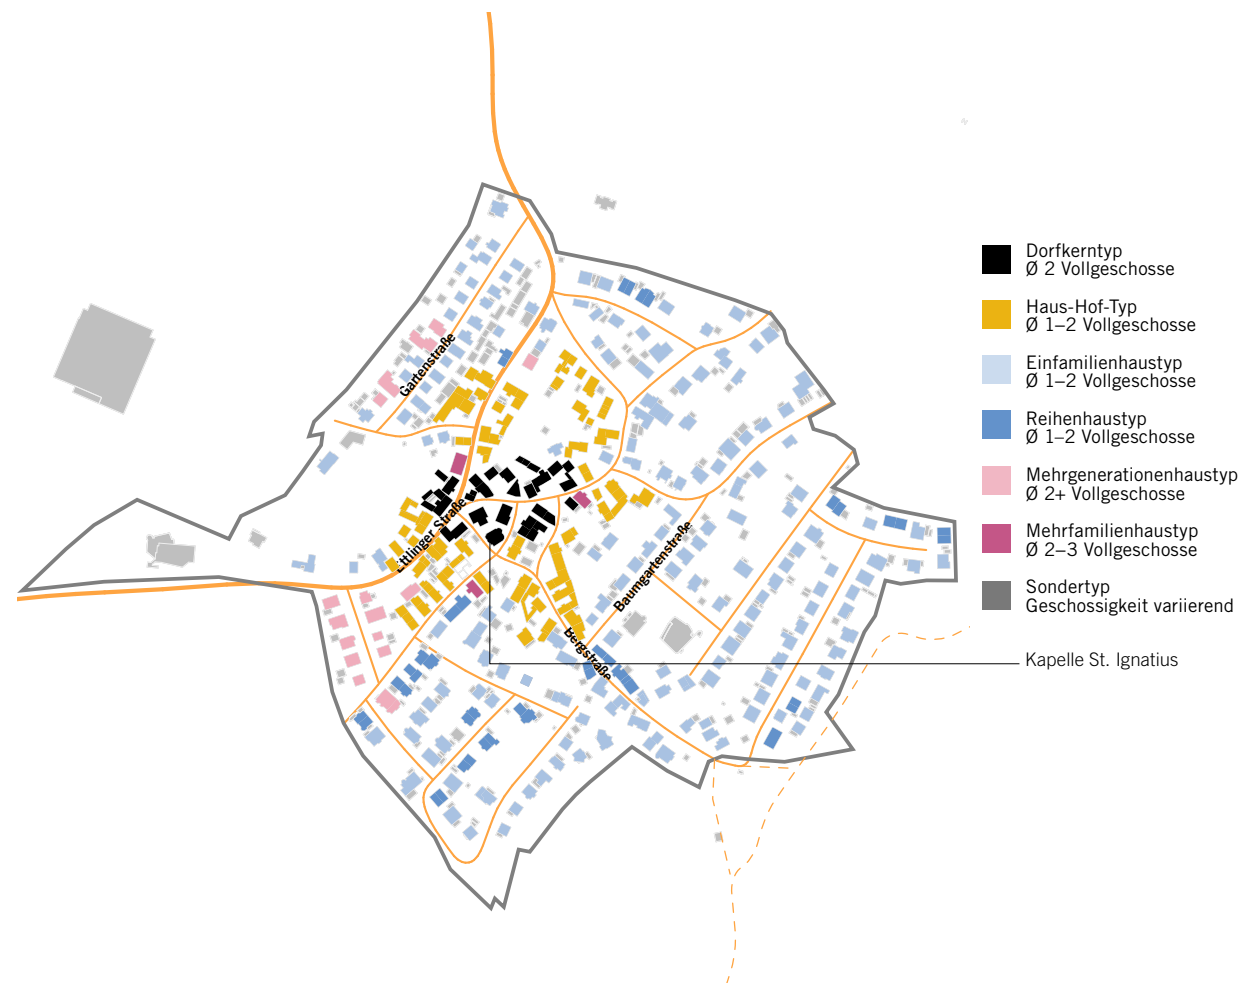 Gartenstraße
Ettlinger Straße
Baumgartenstraße
Bergstraße
Dorfkerntyp
Ø 2 Vollgeschosse
Haus-Hof-Typ
Ø 1–2 Vollgeschosse
Einfamilienhaustyp
Ø 1–2 Vollgeschosse
Reihenhaustyp
Ø 1–2 Vollgeschosse
Mehrgenerationenhaustyp
Ø 2+ Vollgeschosse
Mehrfamilienhaustyp
Ø 2–3 Vollgeschosse
Sondertyp
Geschossigkeit variierend
Kapelle St. Ignatius